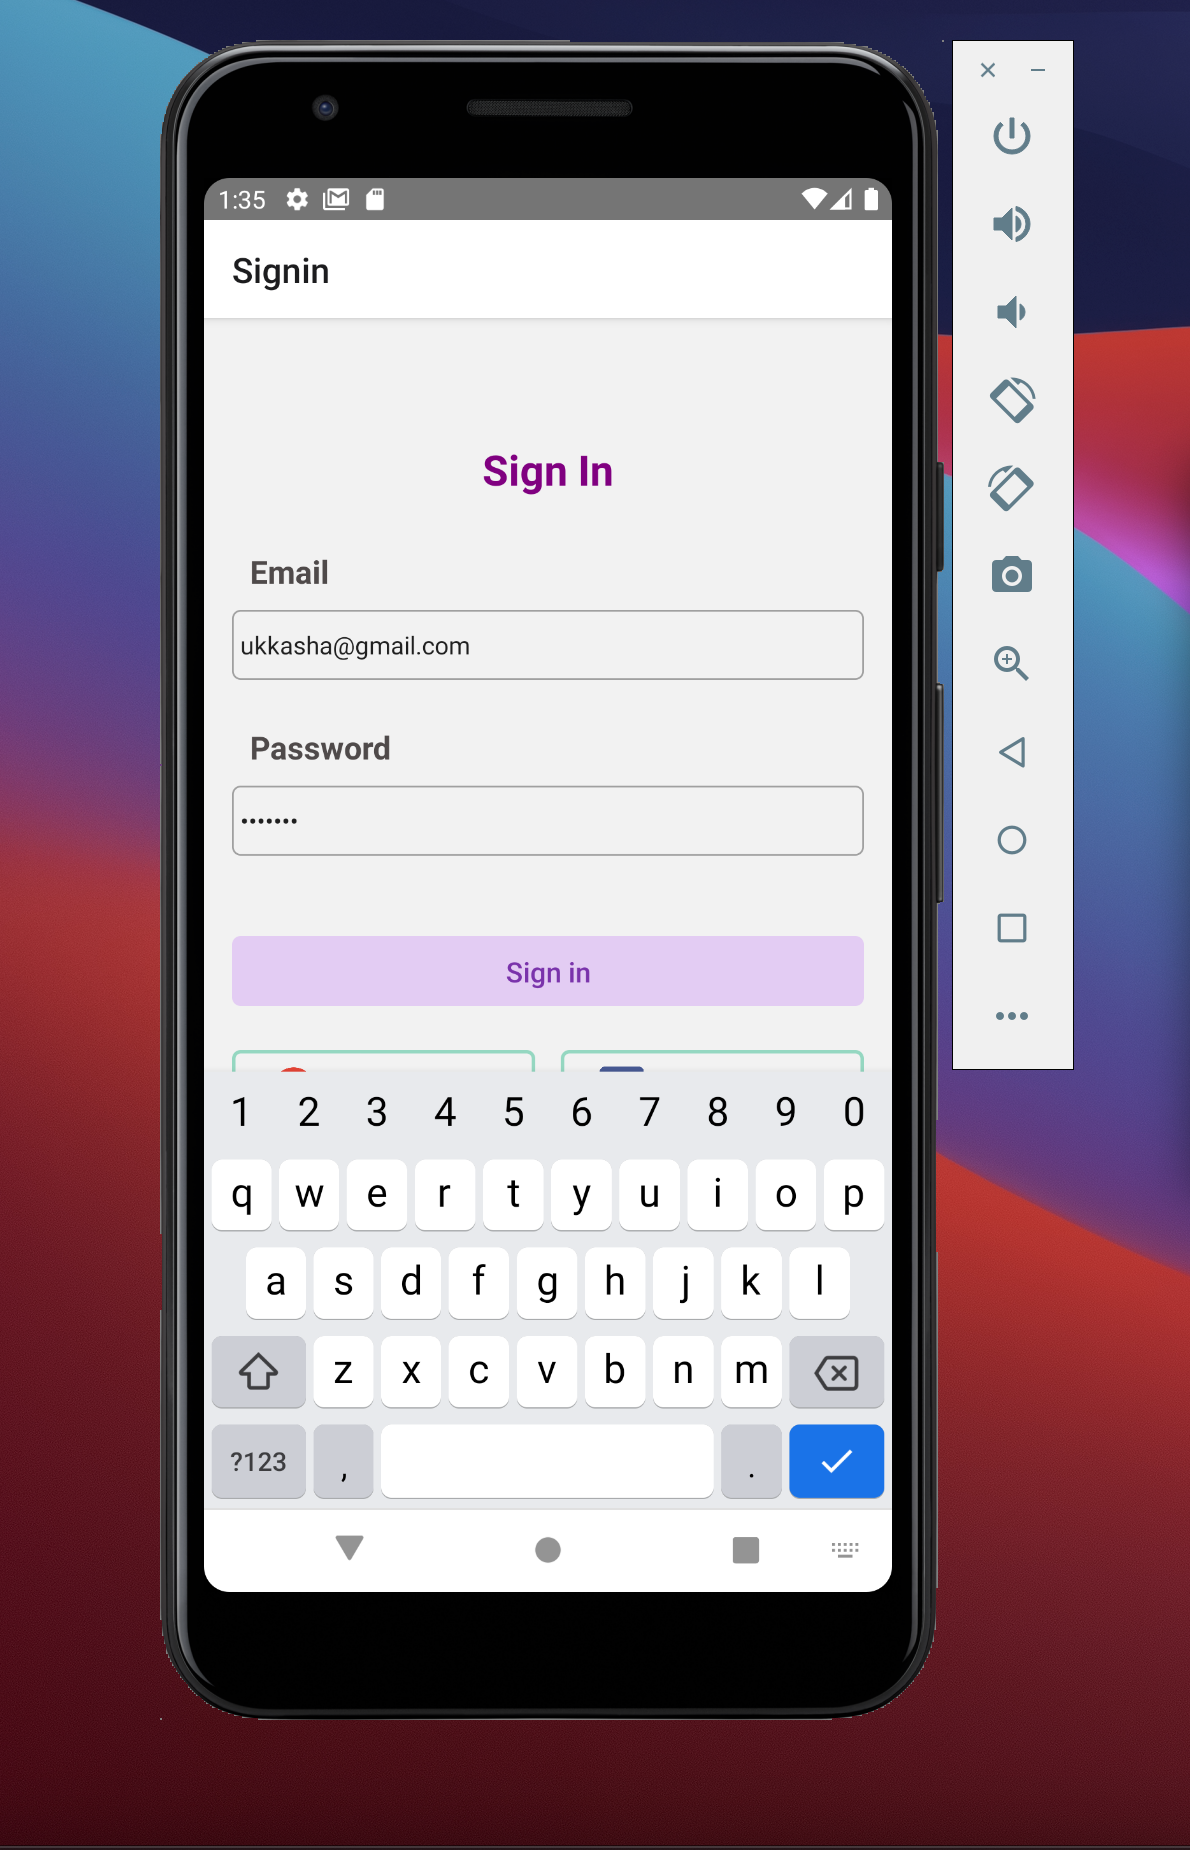 1:35
Signin
Sign In
Email
ukkasha@gmail.com
Password
•••••••
Sign in
1 2 3 4 5 6 7 8 9 0
q w e r t y u i o p
a s d f g h j k l
z x c v b n m
?123 , .